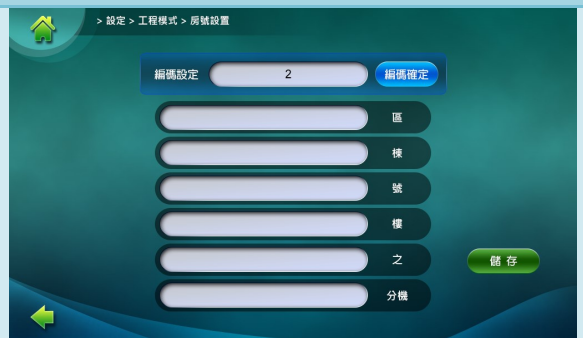 > 設定 > 工程模式 > 房號設置
編碼設定 2 編碼確定
區
棟
號
樓
之
儲存
分機